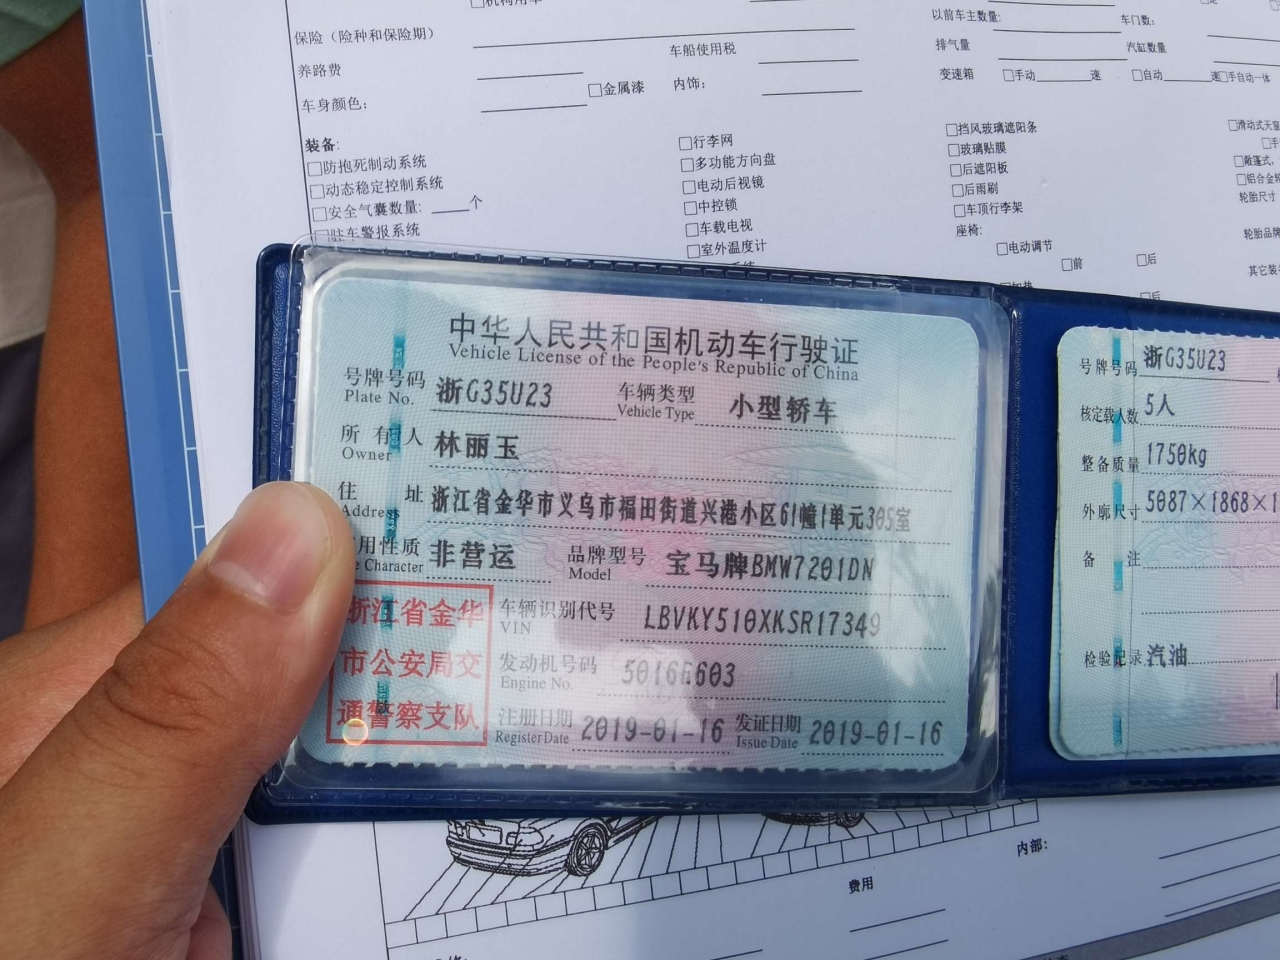 机构用车
保险（险种和保险期）
车船使用税
以前车主数量:
车门数:
养路费
排气量
汽缸数量
车身颜色:
□金属漆
内饰:
变速箱 □手动 速 □自动 速 □手自动一体
装备:
□防抱死制动系统
□动态稳定控制系统
□安全气囊数量: 个
□驻车警报系统
□行李网
□多功能方向盘
□电动后视镜
□中控锁
□车载电视
□室外温度计
□挡风玻璃遮阳条
□玻璃贴膜
□后遮阳板
□后雨刷
□车顶行李架
座椅:
□电动调节
□前 □后
□后
□滑动式天窗
□敞篷式,
□铝合金轮
轮胎尺寸
轮胎品牌
中华人民共和国机动车行驶证
Vehicle License of the People's Republic of China
号牌号码 浙G35U23 车辆类型 小型轿车
Plate No. Vehicle Type
所有人 林丽玉
Owner
住址 浙江省金华市义乌市福田街道兴港小区61幢1单元305室
Address
用性质 非营运 品牌型号 宝马牌BMW7201DN
Character Model
车辆识别代号 LBVKY510XKSR17349
VIN
发动机号码
Engine No.
注册日期 2019-01-16 发证日期 2019-01-16
Register Date Issue Date
浙江省金华
市公安局交
通警察支队
号牌号码 浙G35U23
核定载人数 5人
整备质量 1750kg
外廓尺寸 5087×1868×1
备注
检验记录 汽油
内部:
费用